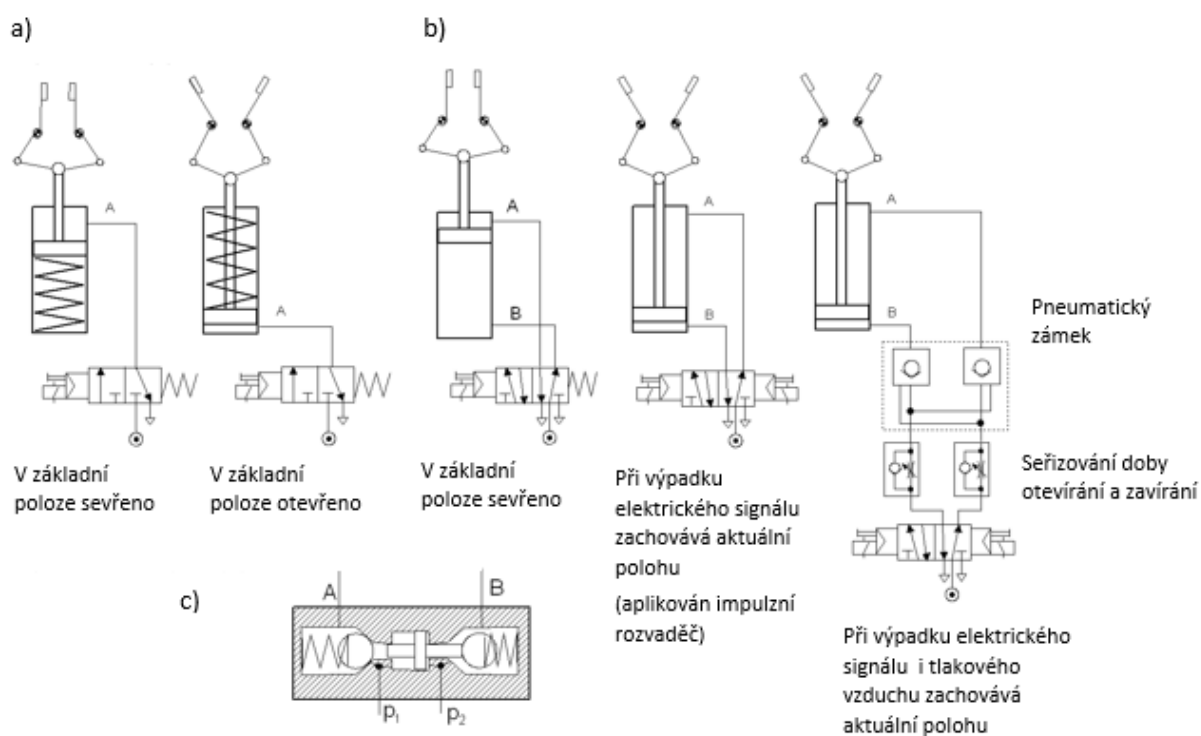 a)
b)
A
A
A
B
A
B
A
B
Pneumatický
zámek
V základní
poloze sevřeno
V základní
poloze otevřeno
V základní
poloze sevřeno
Při výpadku
elektrického signálu
zachovává aktuální
polohu
(aplikován impulzní
rozvaděč)
Seřizování doby
otevírání a zavírání
Při výpadku elektrického
signálu i tlakového
vzduchu zachovává
aktuální polohu
c)
A
B
p₁
p₂